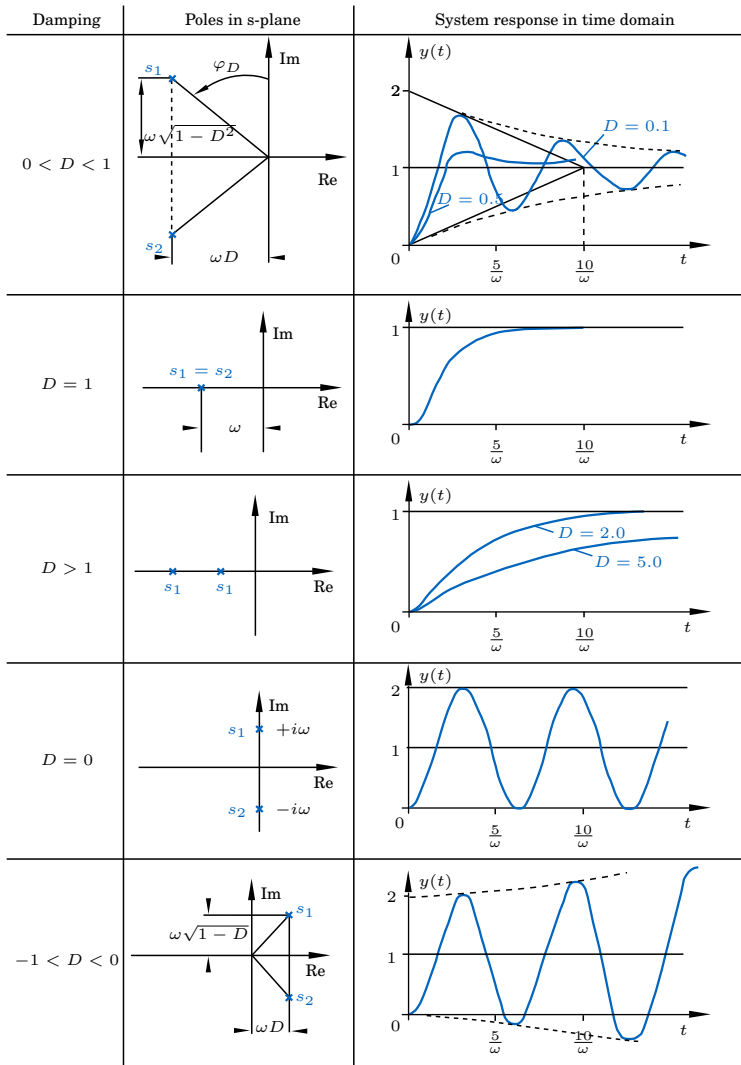 Damping Poles in s-plane System response in time domain
0 < D < 1
s₁
φ_D
Im
ω√(1 − D²)
Re
s₂
ωD
y(t)
2
D = 0.1
1
D = 0.5
0
5/ω
10/ω
t
D = 1
Im
s₁ = s₂
Re
ω
y(t)
1
0
5/ω
10/ω
t
D > 1
Im
s₁ s₁
Re
y(t)
1
D = 2.0
D = 5.0
0
5/ω
10/ω
t
D = 0
Im
s₁ +iω
Re
s₂ −iω
y(t)
2
1
0
5/ω
10/ω
t
−1 < D < 0
Im
s₁
ω√(1 − D)
Re
s₂
ωD
y(t)
2
1
0
5/ω
10/ω
t